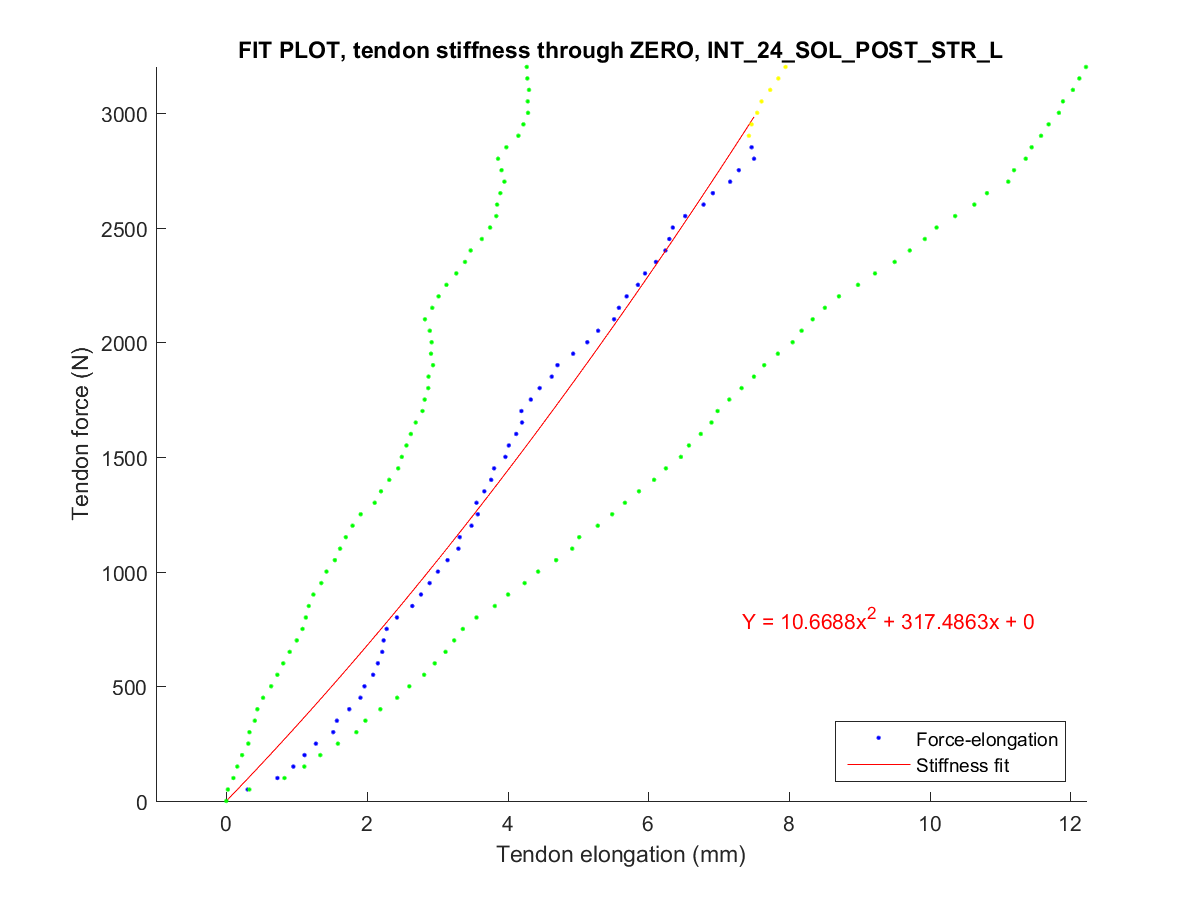 FIT PLOT, tendon stiffness through ZERO, INT_24_SOL_POST_STR_L
Tendon force (N)
3000
2500
2000
1500
1000
500
0
Y = 10.6688x² + 317.4863x + 0
Force-elongation
Stiffness fit
0 2 4 6 8 10 12
Tendon elongation (mm)